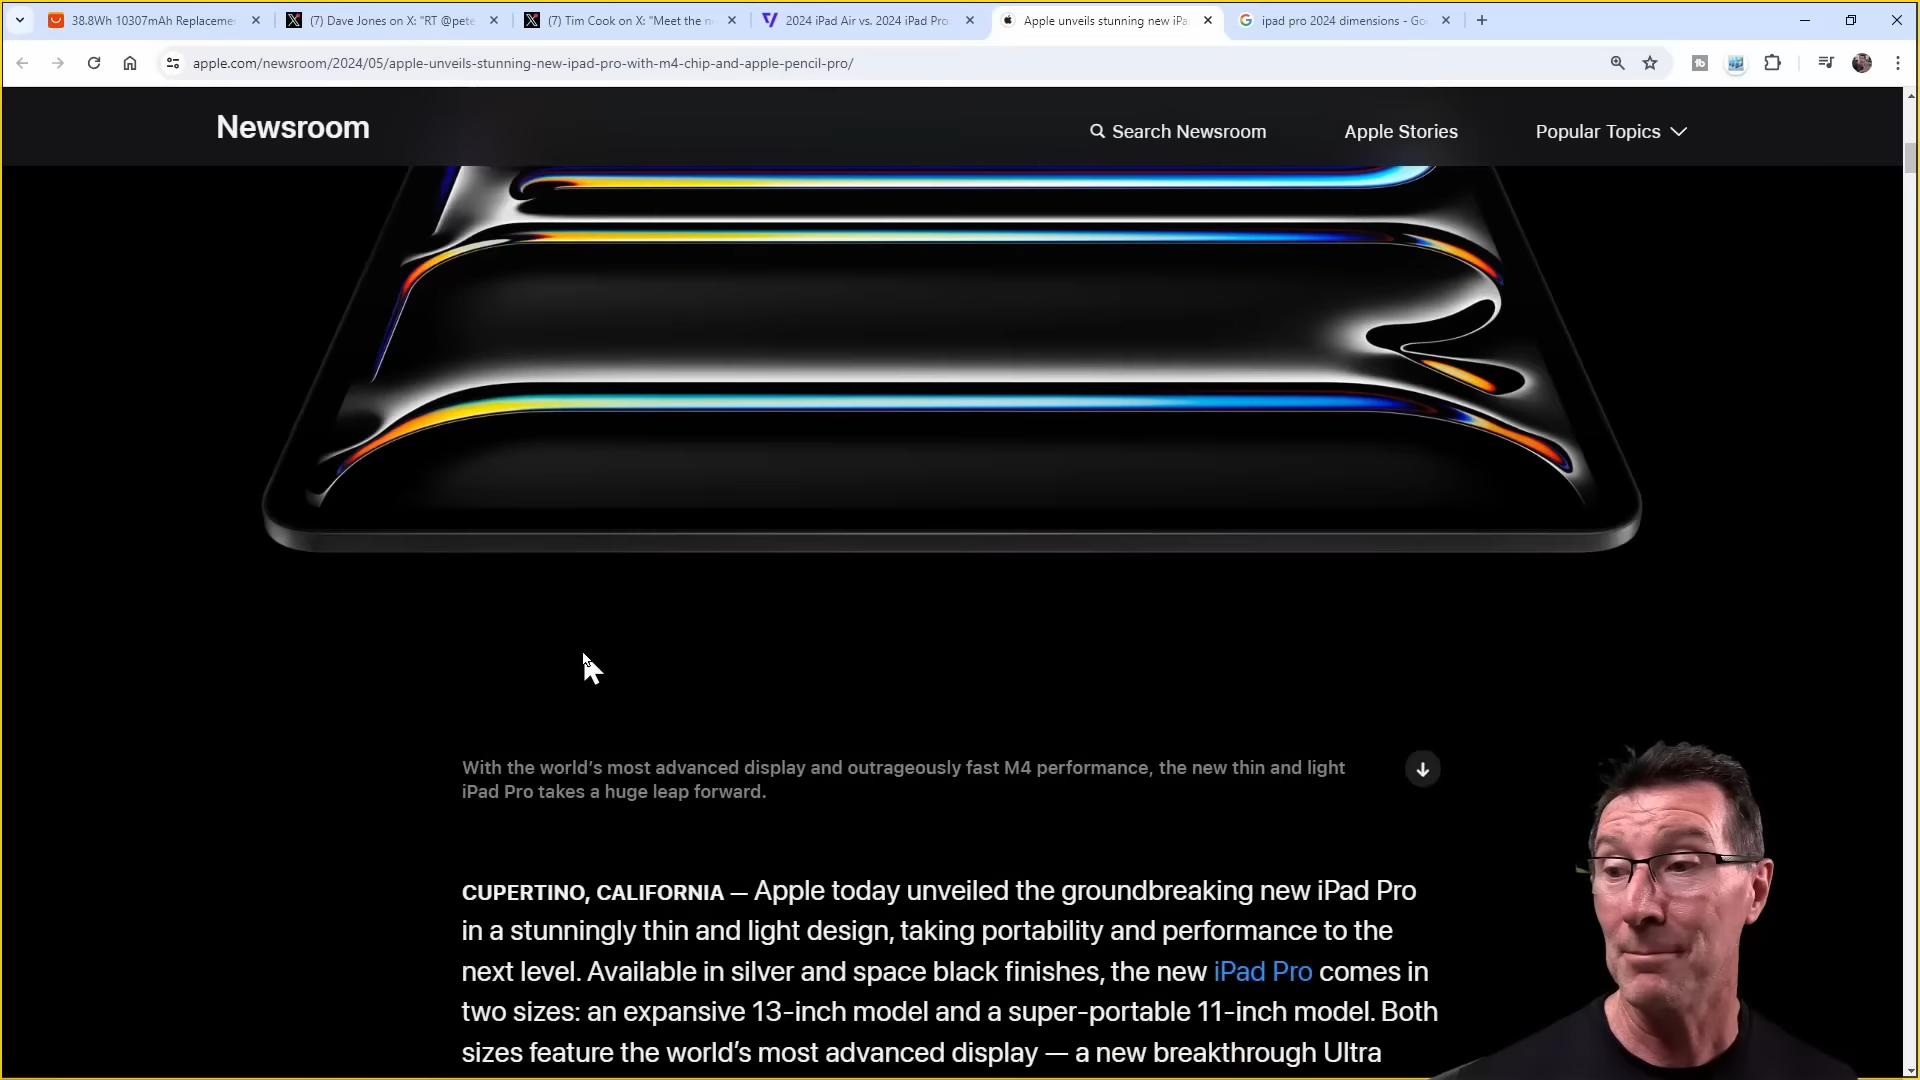 38.8Wh 10307mAh Replaceme
(7) Dave Jones on X: "RT @pete
(7) Tim Cook on X: "Meet the n
2024 iPad Air vs. 2024 iPad Pro
Apple unveils stunning new iPa
ipad pro 2024 dimensions - Go
apple.com/newsroom/2024/05/apple-unveils-stunning-new-ipad-pro-with-m4-chip-and-apple-pencil-pro/
Newsroom
Search Newsroom
Apple Stories
Popular Topics
With the world's most advanced display and outrageously fast M4 performance, the new thin and light
iPad Pro takes a huge leap forward.
CUPERTINO, CALIFORNIA — Apple today unveiled the groundbreaking new iPad Pro
in a stunningly thin and light design, taking portability and performance to the
next level. Available in silver and space black finishes, the new iPad Pro comes in
two sizes: an expansive 13-inch model and a super-portable 11-inch model. Both
sizes feature the world's most advanced display — a new breakthrough Ultra